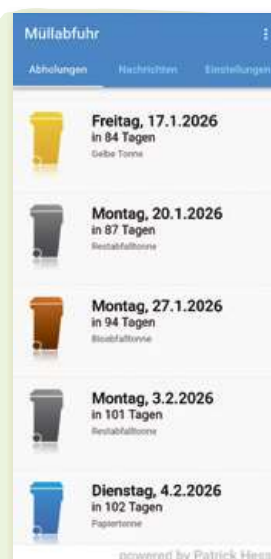 Müllabfuhr
Abholungen Nachrichten Einstellungen
Freitag, 17.1.2026
in 84 Tagen
Gelbe Tonne
Montag, 20.1.2026
in 87 Tagen
Restabfalltonne
Montag, 27.1.2026
in 94 Tagen
Bioabfalltonne
Montag, 3.2.2026
in 101 Tagen
Restabfalltonne
Dienstag, 4.2.2026
in 102 Tagen
Papiertonne
powered by Patrick Hess